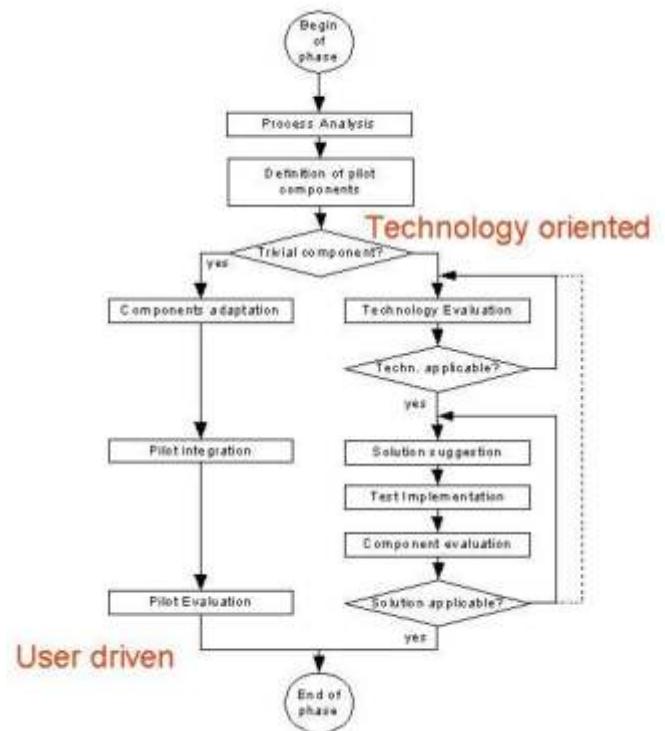 Begin
of
phase
Process Analysis
Definition of pilot
components
Technology oriented
Trivial component?
yes
Components adaptation
Technology Evaluation
Techn. applicable?
yes
Pilot integration
Solution suggestion
Test Implementation
Component evaluation
Pilot Evaluation
Solution applicable?
yes
User driven
End of
phase